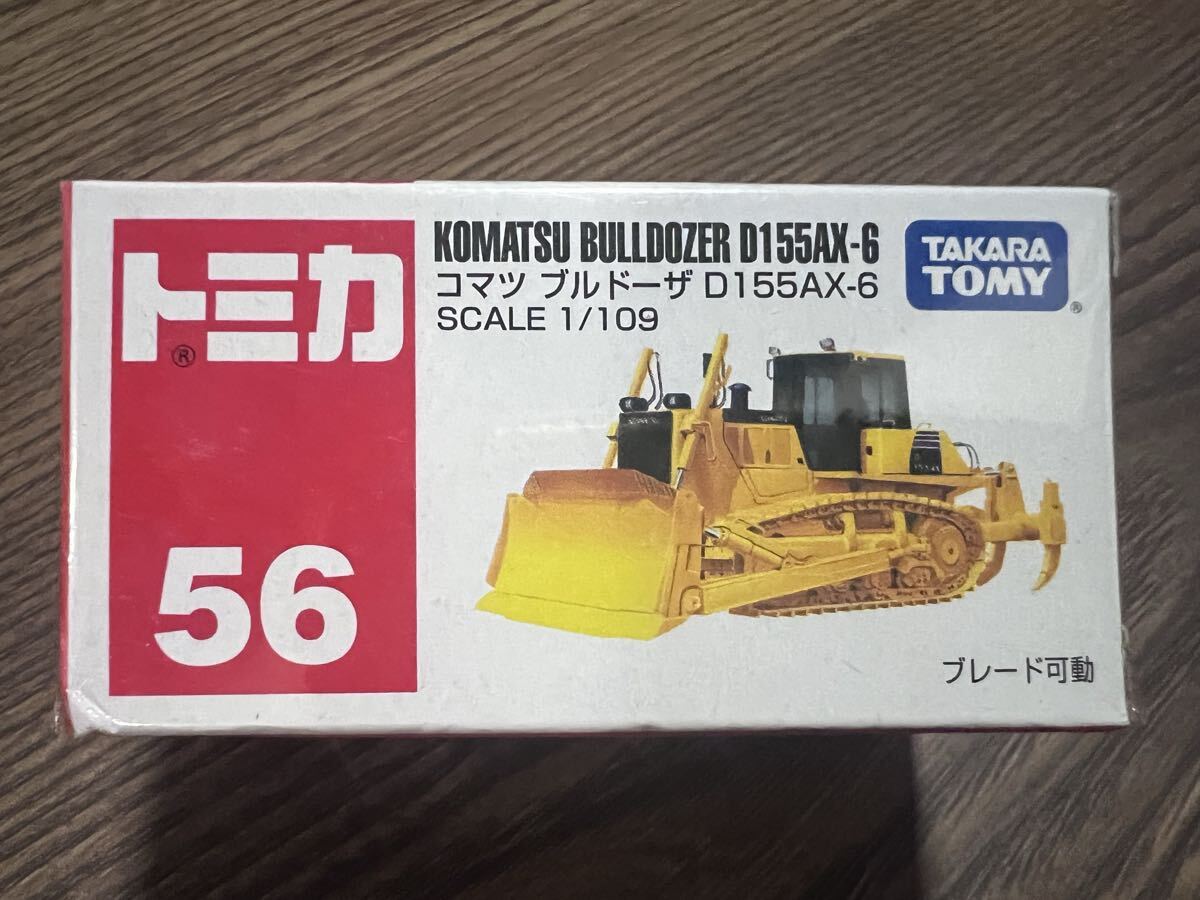 トミカ
®
56
KOMATSU BULLDOZER D155AX-6
コマツ ブルドーザ D155AX-6
SCALE 1/109
TAKARA
TOMY
®
ブレード可動